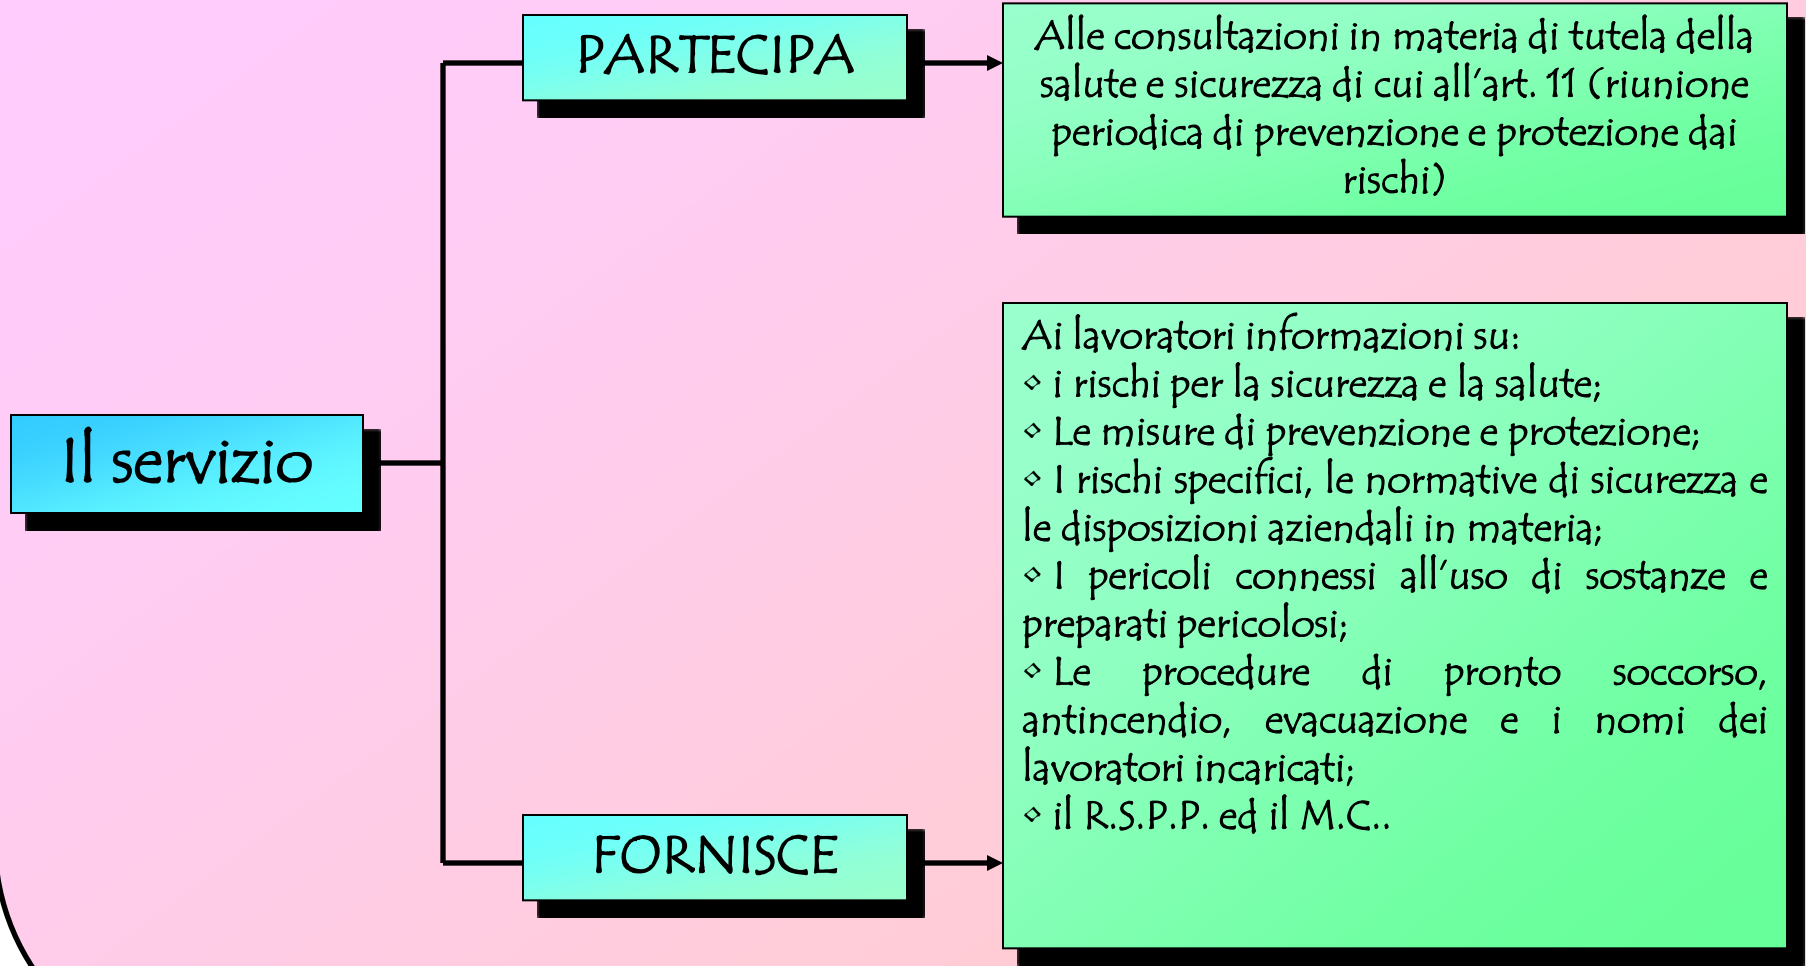 PARTECIPA
Alle consultazioni in materia di tutela della
salute e sicurezza di cui all'art. 11 (riunione
periodica di prevenzione e protezione dai
rischi)
Il servizio
FORNISCE
Ai lavoratori informazioni su:
⬦ i rischi per la sicurezza e la salute;
⬦ Le misure di prevenzione e protezione;
⬦ I rischi specifici, le normative di sicurezza e
le disposizioni aziendali in materia;
⬦ I pericoli connessi all'uso di sostanze e
preparati pericolosi;
⬦ Le procedure di pronto soccorso,
antincendio, evacuazione e i nomi dei
lavoratori incaricati;
⬦ il R.S.P.P. ed il M.C..